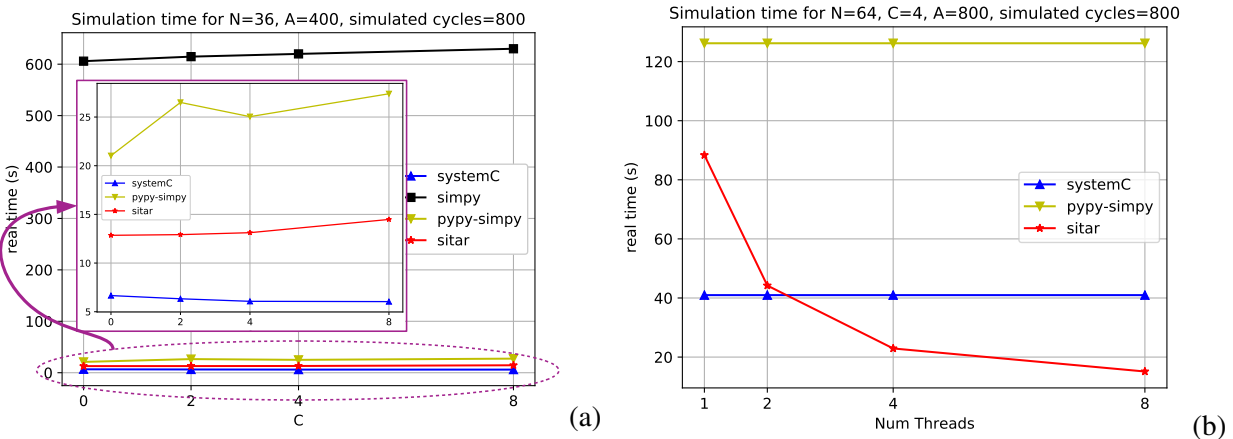 Simulation time for N=36, A=400, simulated cycles=800
real time (s)
600
500
400
300
200
100
0
25
20
15
10
5
0
2
4
8
systemC
pypy-simpy
sitar
systemC
simpy
pypy-simpy
sitar
0
2
4
8
C
(a)
Simulation time for N=64, C=4, A=800, simulated cycles=800
real time (s)
120
100
80
60
40
20
systemC
pypy-simpy
sitar
1
2
4
8
Num Threads
(b)